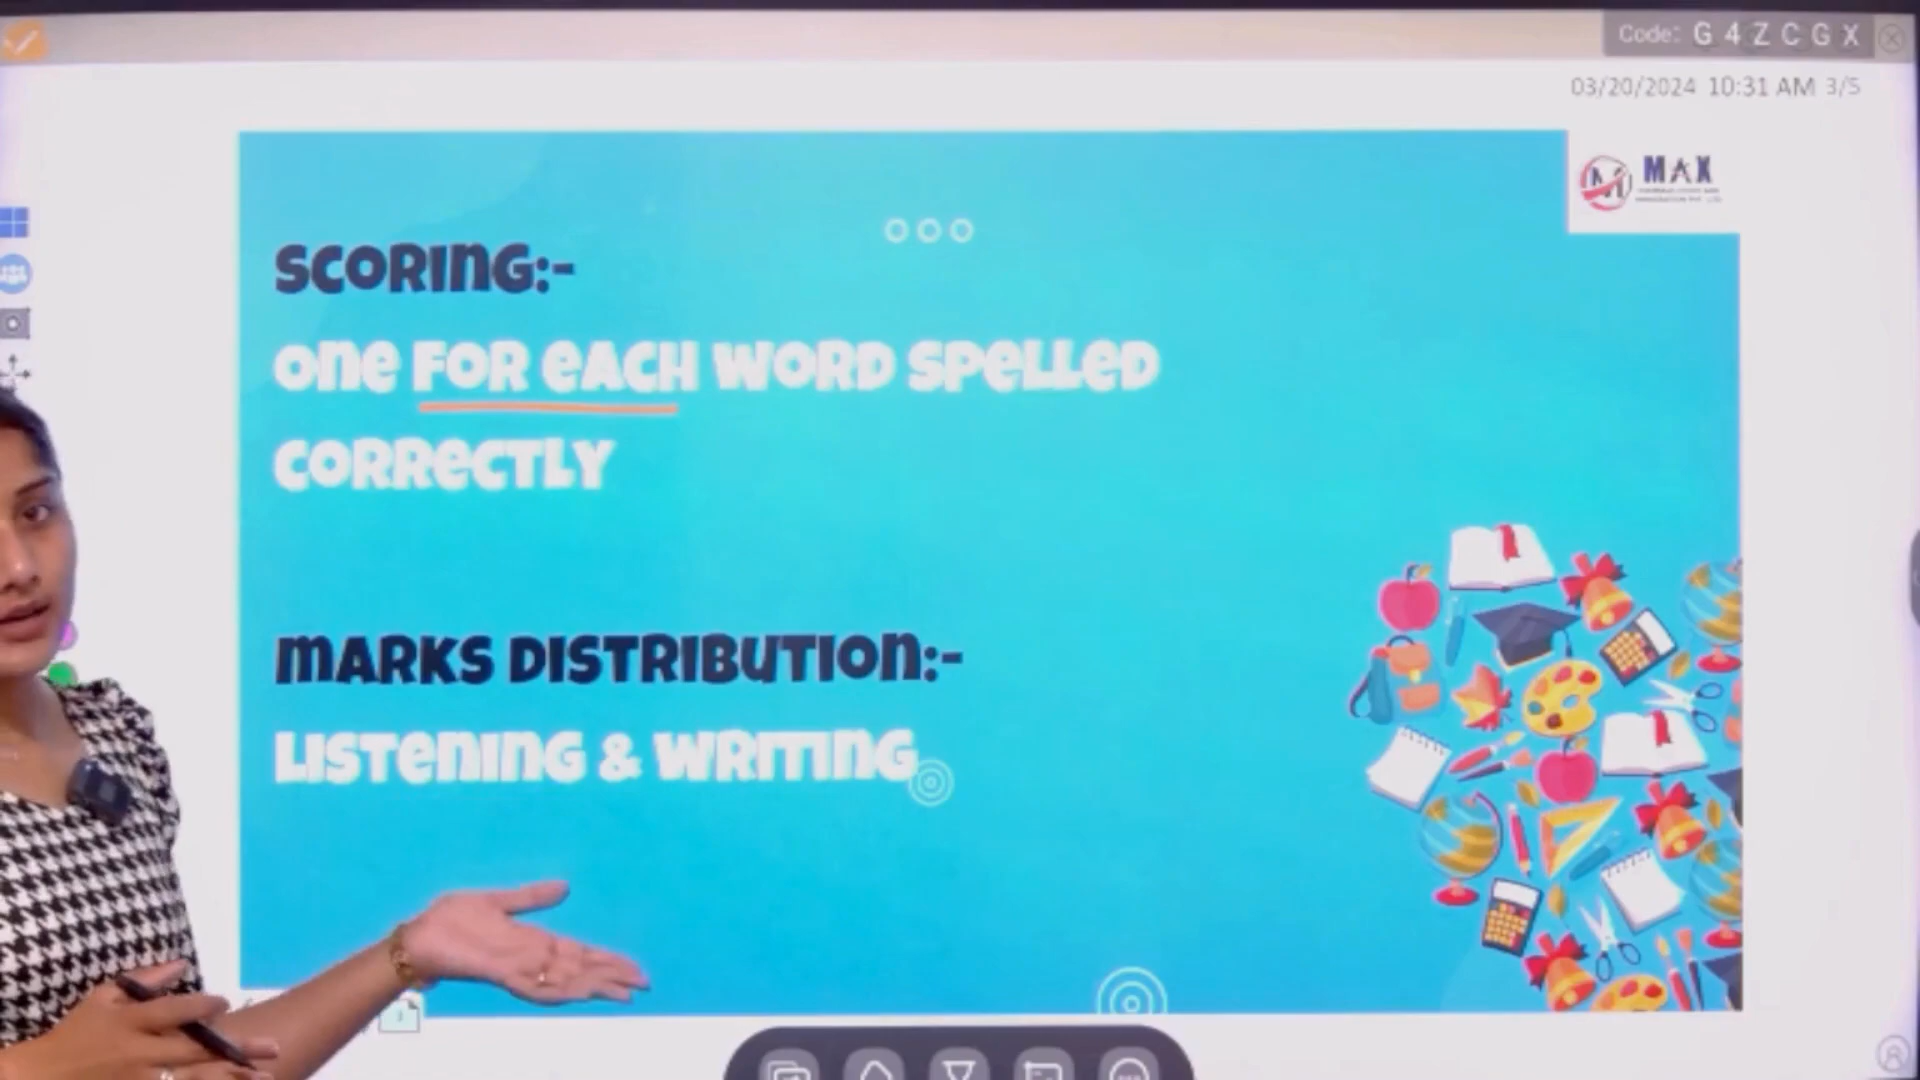 Code: G 4 Z C G X
03/20/2024 10:31 AM 3/5
MAX
SCORING:-
ONE FOR EACH WORD SPELLED
CORRECTLY
MARKS DISTRIBUTION:-
LISTENING & WRITING